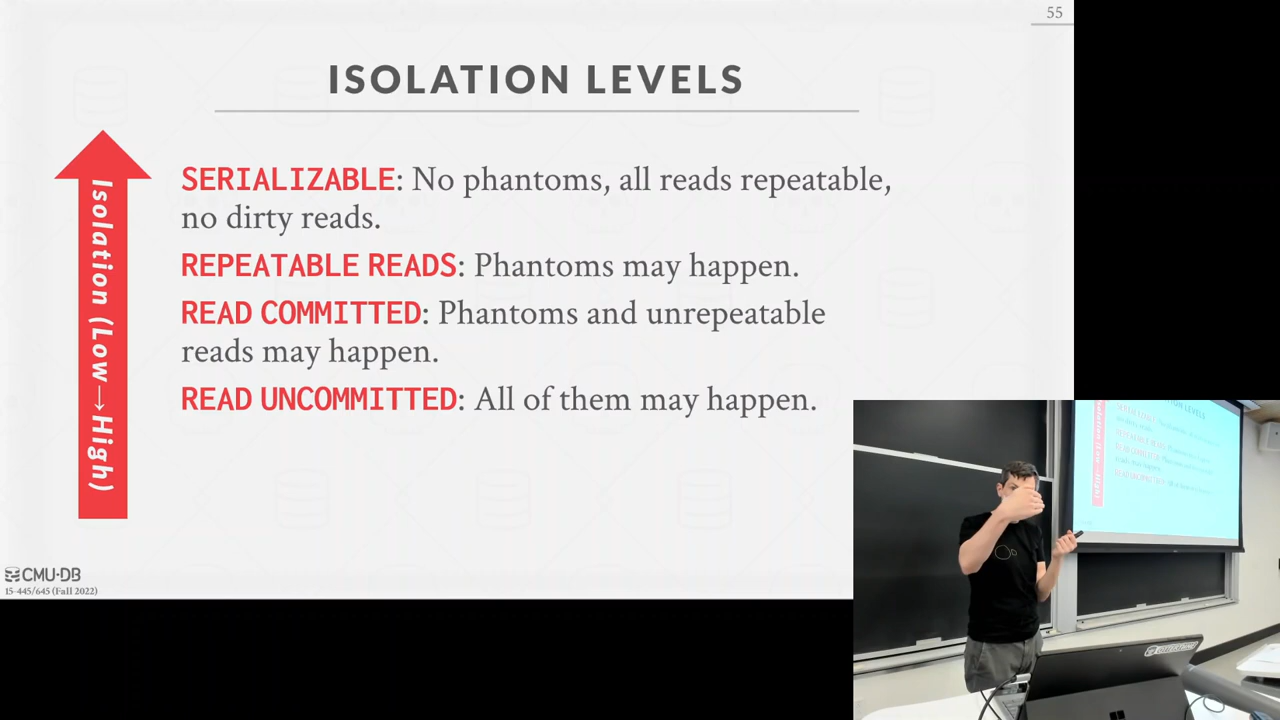 55
ISOLATION LEVELS
Isolation (Low→High)
SERIALIZABLE: No phantoms, all reads repeatable,
no dirty reads.
REPEATABLE READS: Phantoms may happen.
READ COMMITTED: Phantoms and unrepeatable
reads may happen.
READ UNCOMMITTED: All of them may happen.
CMU·DB
15-445/645 (Fall 2022)